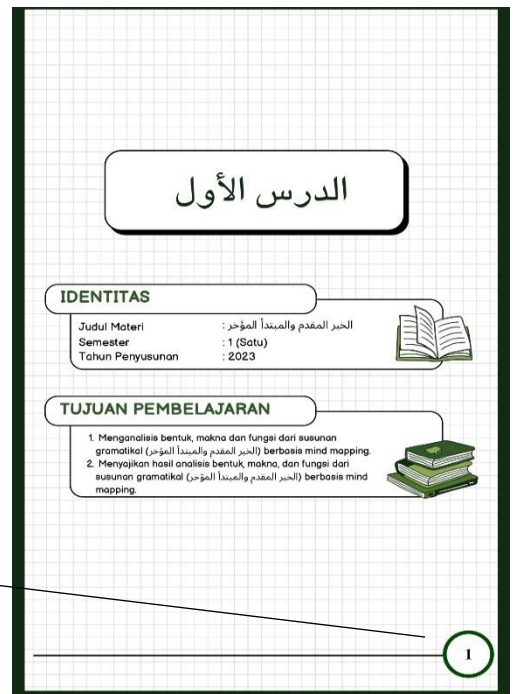 الدرس الأول
IDENTITAS
Judul Materi : الخبر المقدم والمبتدأ المؤخر
Semester : 1 (Satu)
Tahun Penyusunan : 2023
TUJUAN PEMBELAJARAN
1. Menganalisis bentuk, makna dan fungsi dari susunan
gramatikal (الخبر المقدم والمبتدأ المؤخر) berbasis mind mapping.
2. Menyajikan hasil analisis bentuk, makna, dan fungsi dari
susunan gramatikal (الخبر المقدم والمبتدأ المؤخر) berbasis mind
mapping.
1